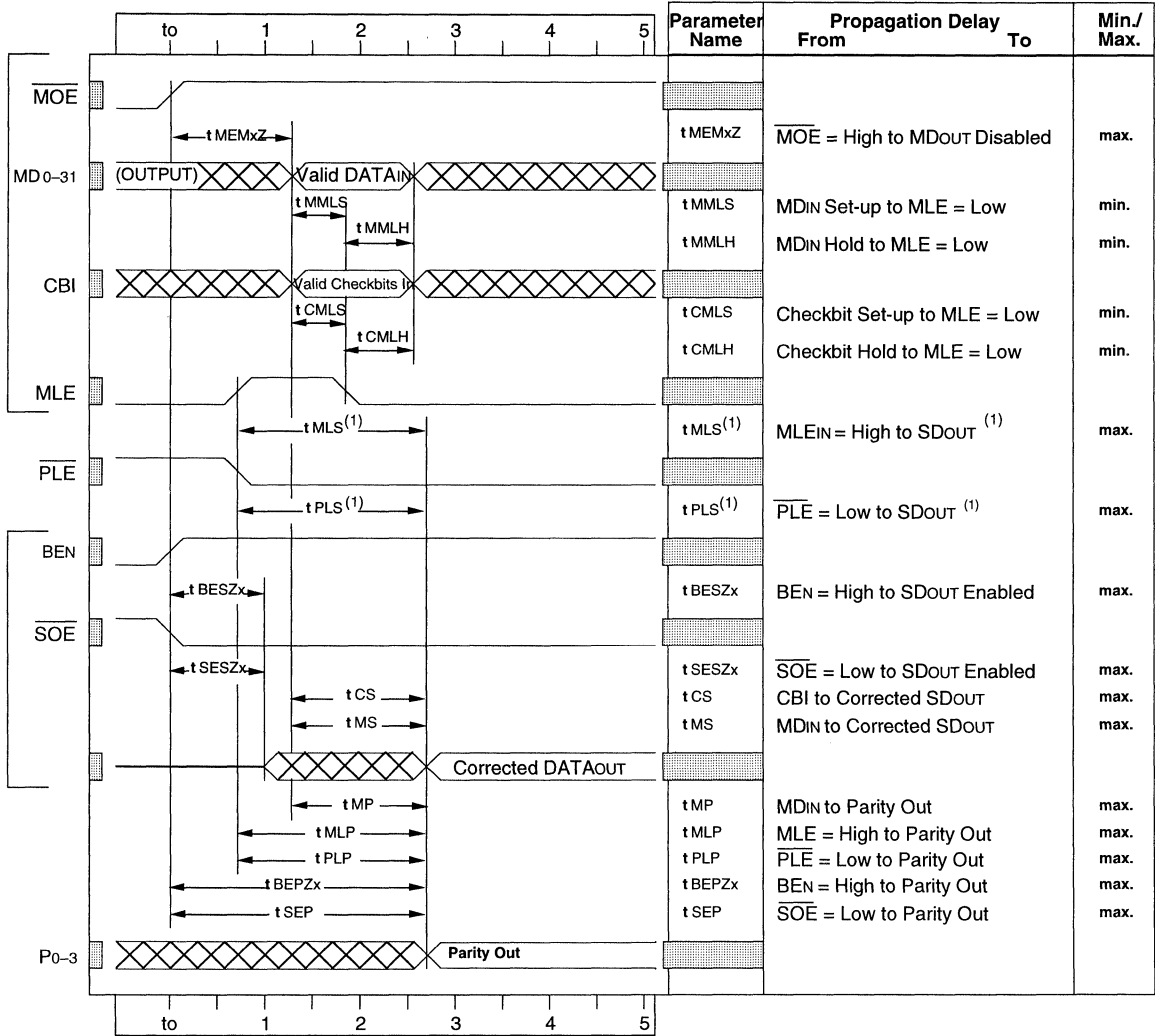 to 1 2 3 4 5
Parameter Name
Propagation Delay
From To
Min./ Max.
MOE
t MEMxZ
t MEMxZ MOE = High to MDOUT Disabled max.
MD 0–31
(OUTPUT)
Valid DATAIN
t MMLS
t MMLS MDIN Set-up to MLE = Low min.
t MMLH
t MMLH MDIN Hold to MLE = Low min.
CBI
Valid Checkbits In
t CMLS
t CMLS Checkbit Set-up to MLE = Low min.
t CMLH
t CMLH Checkbit Hold to MLE = Low min.
MLE
t MLS(1)
t MLS(1) MLEIN = High to SDOUT (1) max.
PLE
t PLS(1)
t PLS(1) PLE = Low to SDOUT (1) max.
BEN
t BESZx
t BESZx BEN = High to SDOUT Enabled max.
SOE
t SESZx
t SESZx SOE = Low to SDOUT Enabled max.
t CS
t CS CBI to Corrected SDOUT max.
t MS
t MS MDIN to Corrected SDOUT max.
Corrected DATAOUT
t MP
t MP MDIN to Parity Out max.
t MLP
t MLP MLE = High to Parity Out max.
t PLP
t PLP PLE = Low to Parity Out max.
t BEPZx
t BEPZx BEN = High to Parity Out max.
t SEP
t SEP SOE = Low to Parity Out max.
P0–3
Parity Out
to 1 2 3 4 5